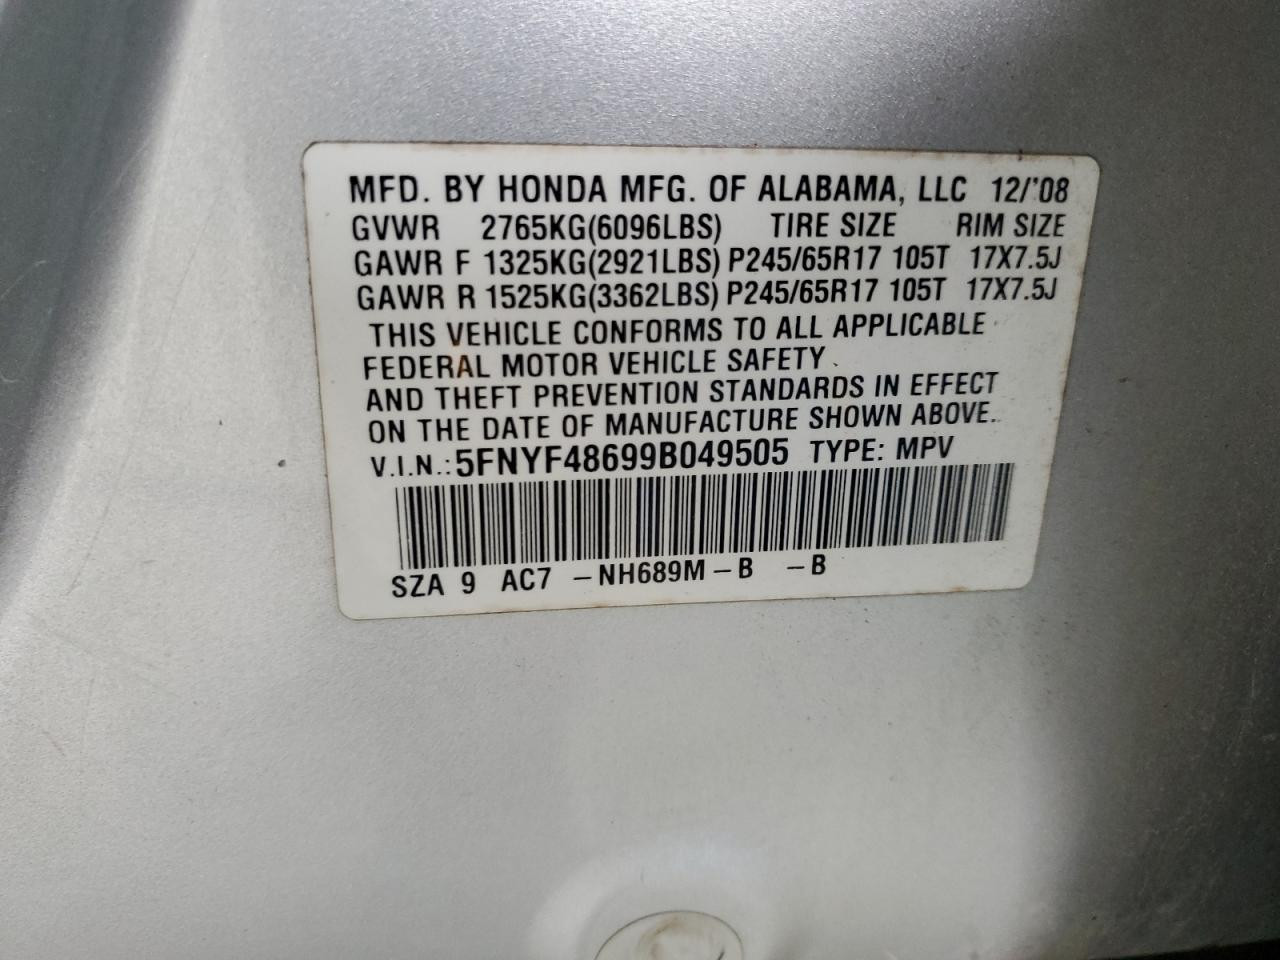 MFD. BY HONDA MFG. OF ALABAMA, LLC 12/'08
GVWR 2765KG(6096LBS) TIRE SIZE RIM SIZE
GAWR F 1325KG(2921LBS) P245/65R17 105T 17X7.5J
GAWR R 1525KG(3362LBS) P245/65R17 105T 17X7.5J
THIS VEHICLE CONFORMS TO ALL APPLICABLE
FEDERAL MOTOR VEHICLE SAFETY
AND THEFT PREVENTION STANDARDS IN EFFECT
ON THE DATE OF MANUFACTURE SHOWN ABOVE.
V.I.N.: 5FNYF48699B049505 TYPE: MPV
SZA 9 AC7 -NH689M-B -B